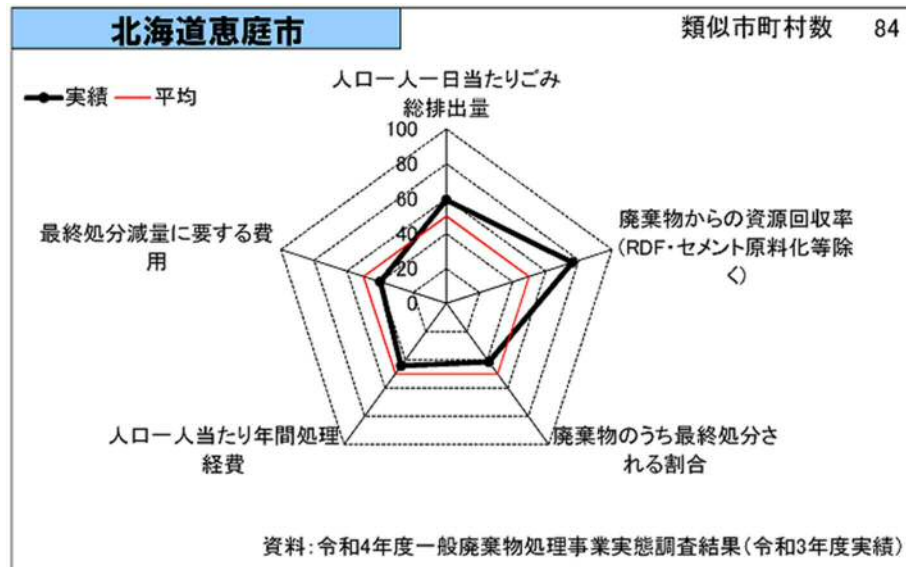 北海道恵庭市
類似市町村数 84
実績 平均
人口一人一日当たりごみ
総排出量
100
80
60
40
20
0
廃棄物からの資源回収率
(RDF・セメント原料化等除
く)
最終処分減量に要する費
用
人口一人当たり年間処理
経費
廃棄物のうち最終処分さ
れる割合
資料:令和4年度一般廃棄物処理事業実態調査結果(令和3年度実績)